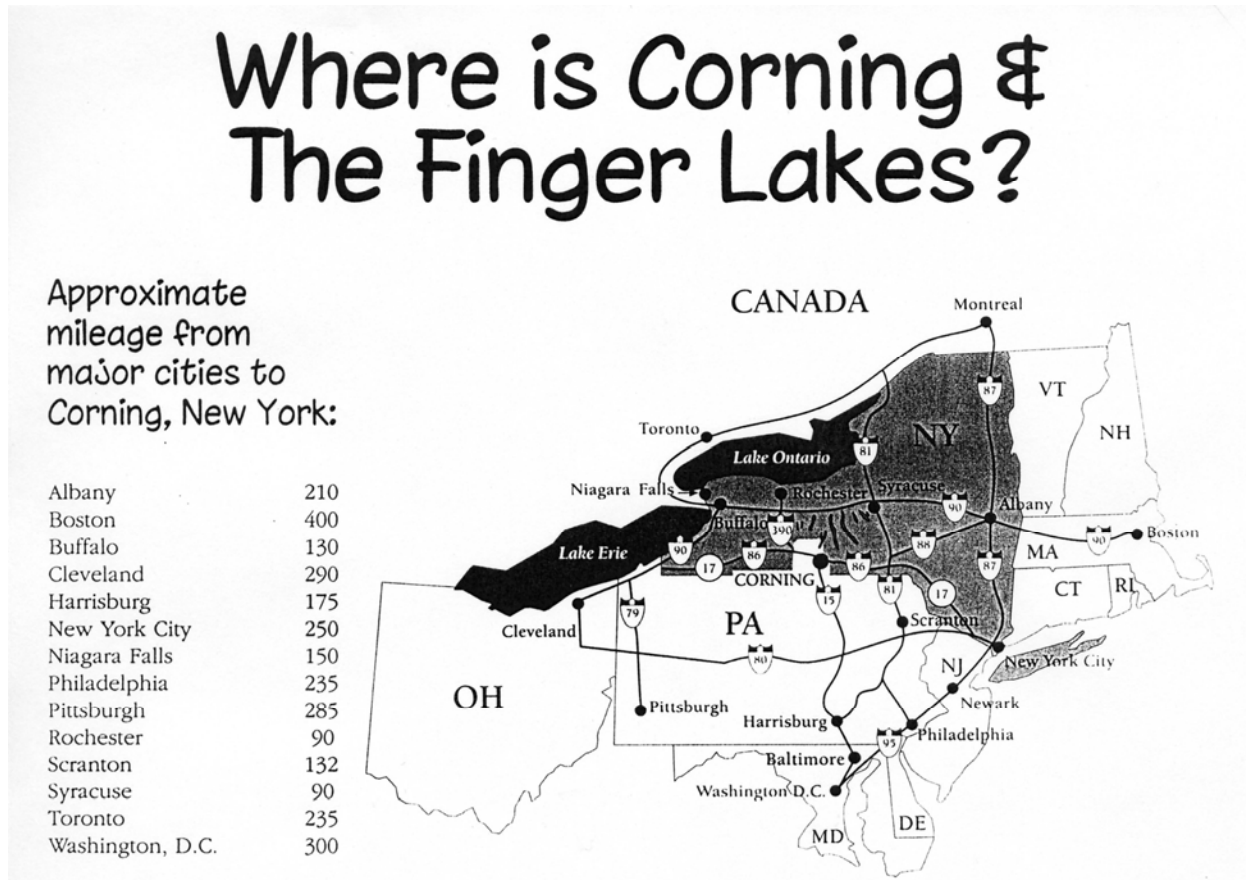 Where is Corning &
The Finger Lakes?
Approximate
mileage from
major cities to
Corning, New York:
Albany 210
Boston 400
Buffalo 130
Cleveland 290
Harrisburg 175
New York City 250
Niagara Falls 150
Philadelphia 235
Pittsburgh 285
Rochester 90
Scranton 132
Syracuse 90
Toronto 235
Washington, D.C. 300
CANADA
Montreal
87
VT
Toronto
NY
NH
81
Lake Ontario
Niagara Falls
Rochester
Syracuse
90
Albany
Buffalo
390
88
90
Boston
Lake Erie
90
86
MA
17
86
87
CORNING
81
17
CT
RI
79
15
Cleveland
PA
Scranton
80
New York City
NJ
OH
Pittsburgh
Newark
Harrisburg
Philadelphia
95
Baltimore
Washington D.C.
MD
DE